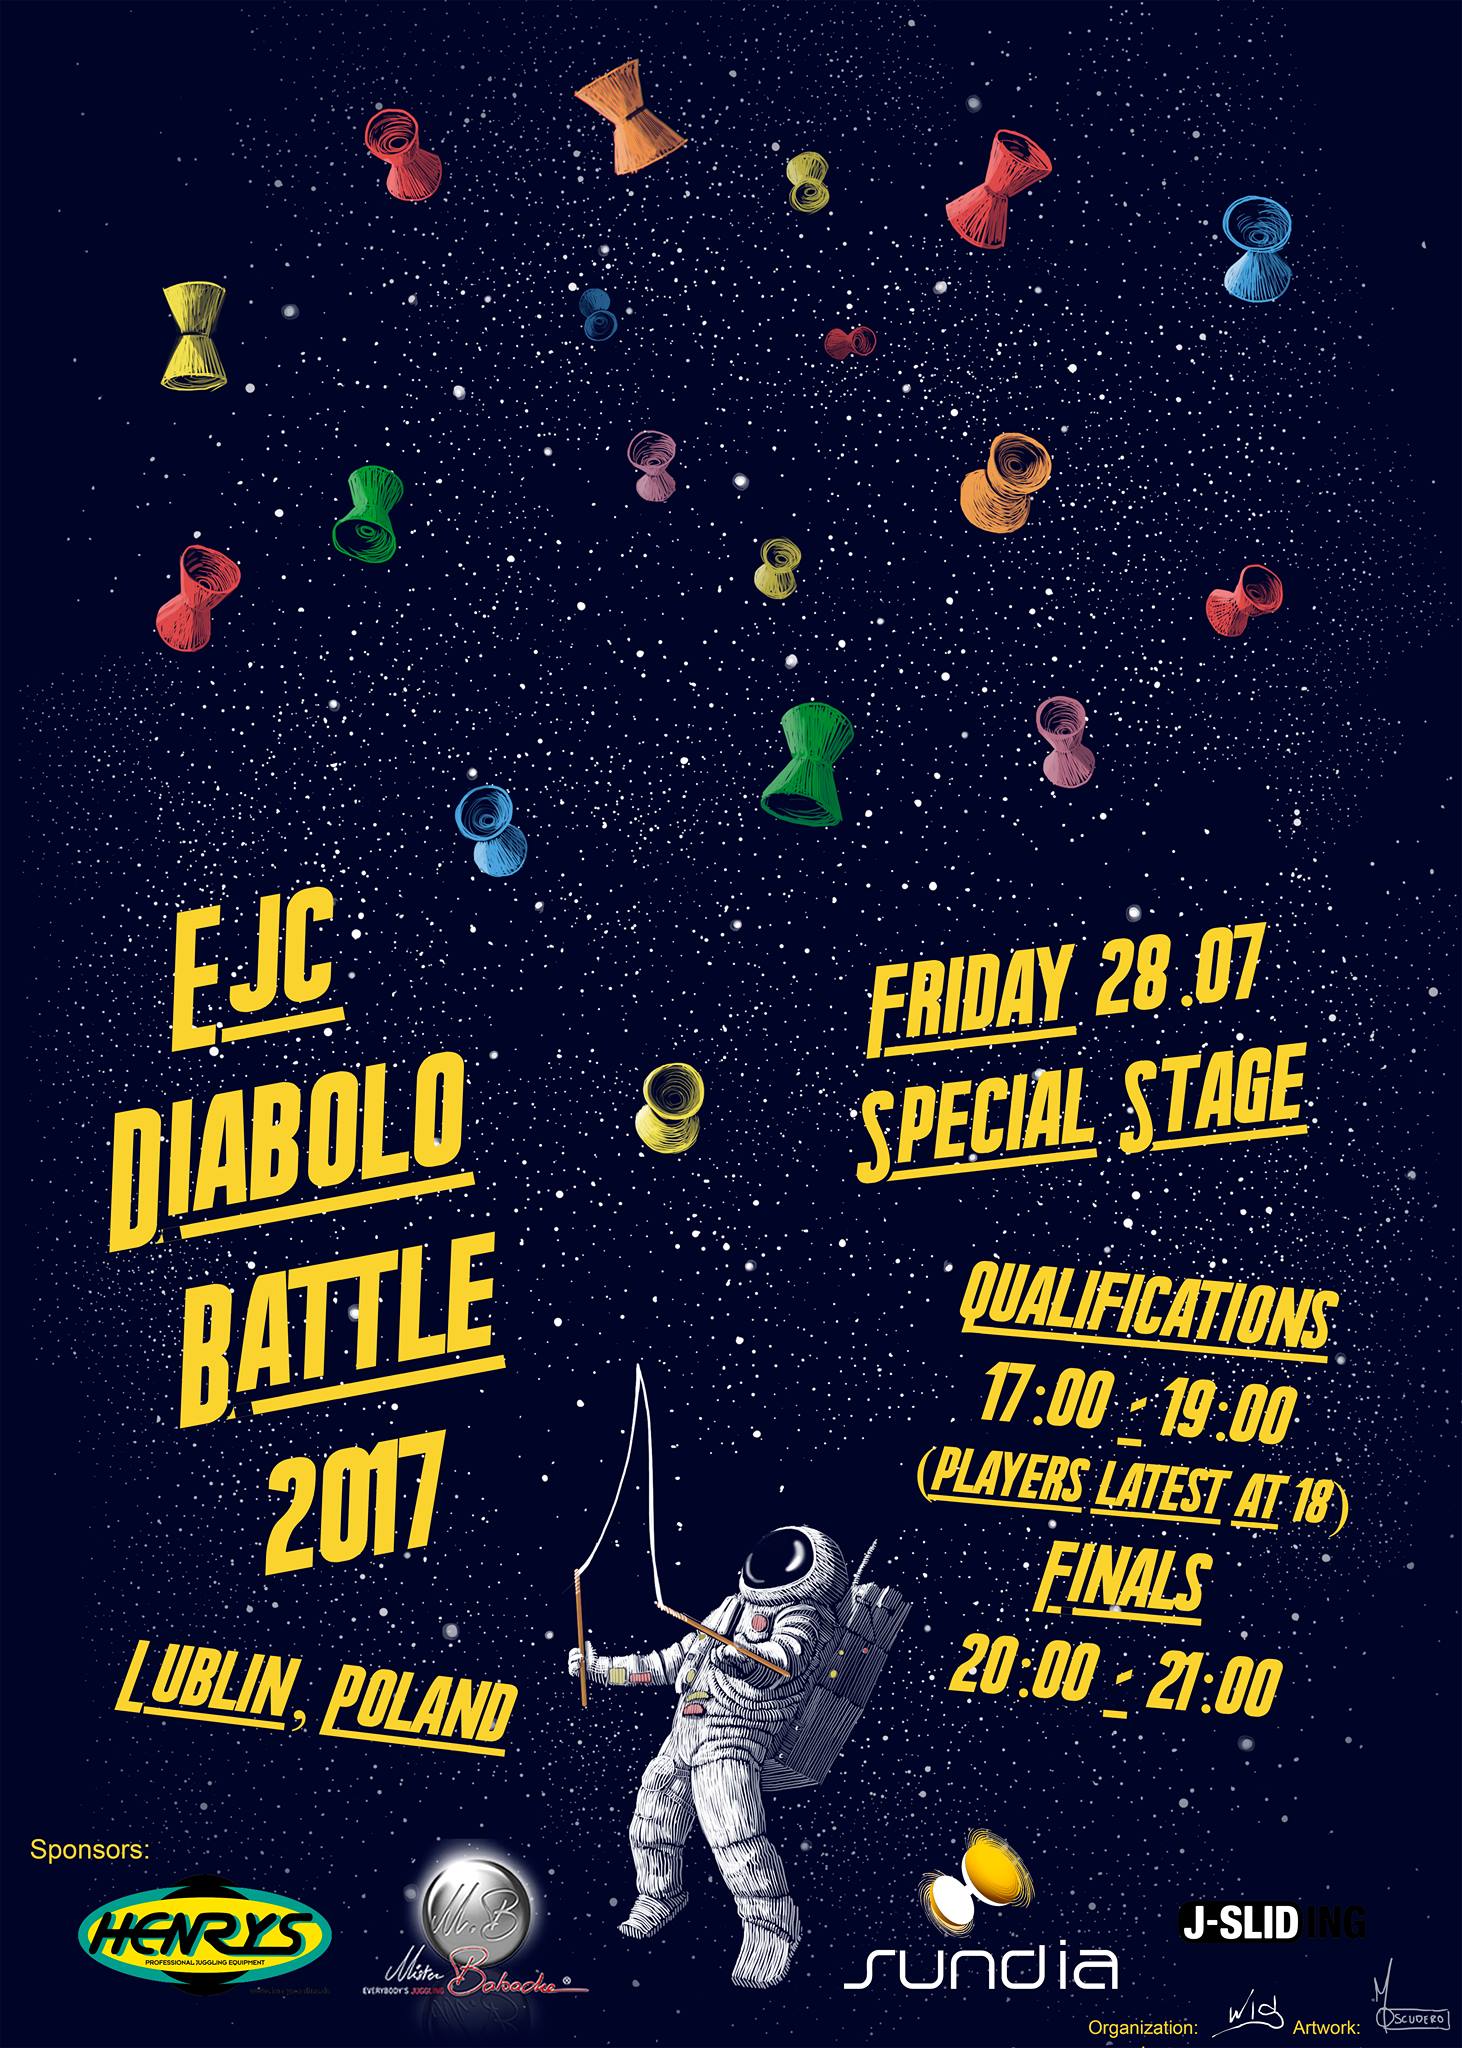 EJC
DIABOLO
BATTLE
2017
LUBLIN, POLAND
FRIDAY 28.07
SPECIAL STAGE
QUALIFICATIONS
17:00 - 19:00
(PLAYERS LATEST AT 18)
FINALS
20:00 - 21:00
Sponsors:
HENRYS
PROFESSIONAL JUGGLING EQUIPMENT
M.B
Mister Babache ®
EVERYBODY'S JUGGLING
sundia
J-SLIDING
Organization: Wig Artwork: M Oscudero